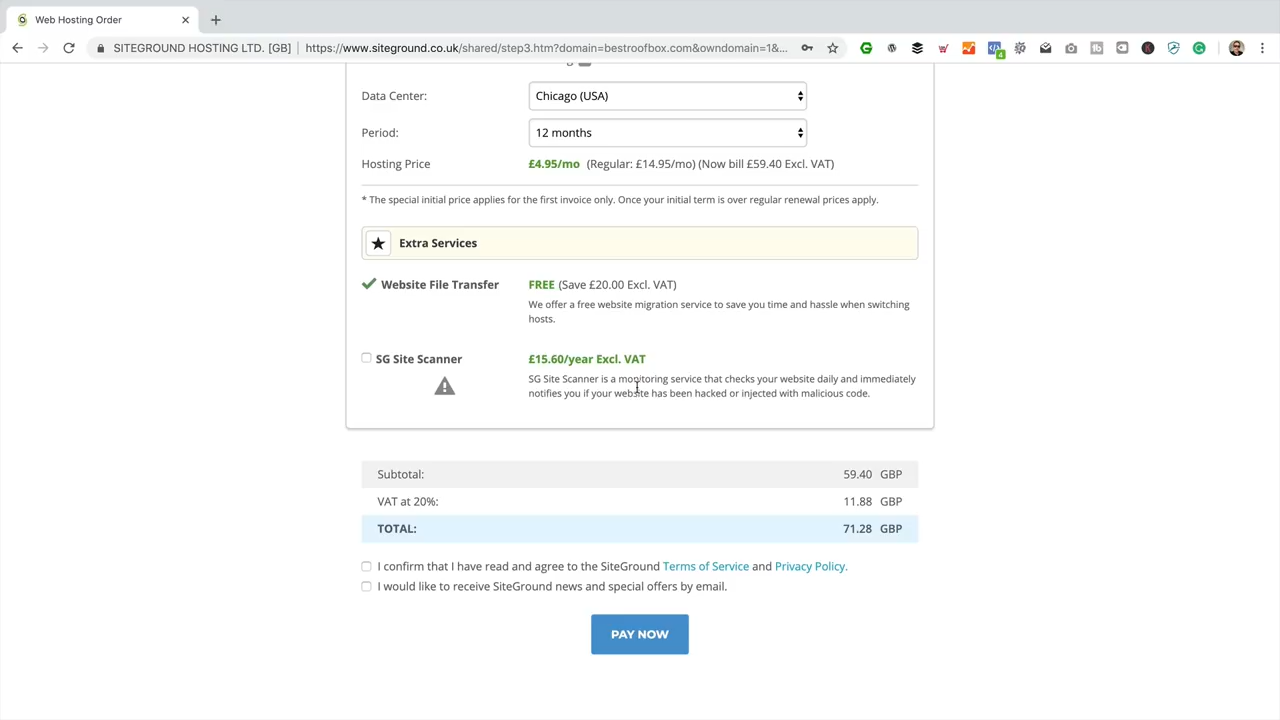 Web Hosting Order
SITEGROUND HOSTING LTD. [GB] | https://www.siteground.co.uk/shared/step3.htm?domain=bestroofbox.com&owndomain=1&...
4
Data Center: Chicago (USA)
Period: 12 months
Hosting Price £4.95/mo (Regular: £14.95/mo) (Now bill £59.40 Excl. VAT)
* The special initial price applies for the first invoice only. Once your initial term is over regular renewal prices apply.
Extra Services
Website File Transfer FREE (Save £20.00 Excl. VAT)
We offer a free website migration service to save you time and hassle when switching
hosts.
SG Site Scanner £15.60/year Excl. VAT
SG Site Scanner is a monitoring service that checks your website daily and immediately
notifies you if your website has been hacked or injected with malicious code.
Subtotal: 59.40 GBP
VAT at 20%: 11.88 GBP
TOTAL: 71.28 GBP
I confirm that I have read and agree to the SiteGround Terms of Service and Privacy Policy.
I would like to receive SiteGround news and special offers by email.
PAY NOW